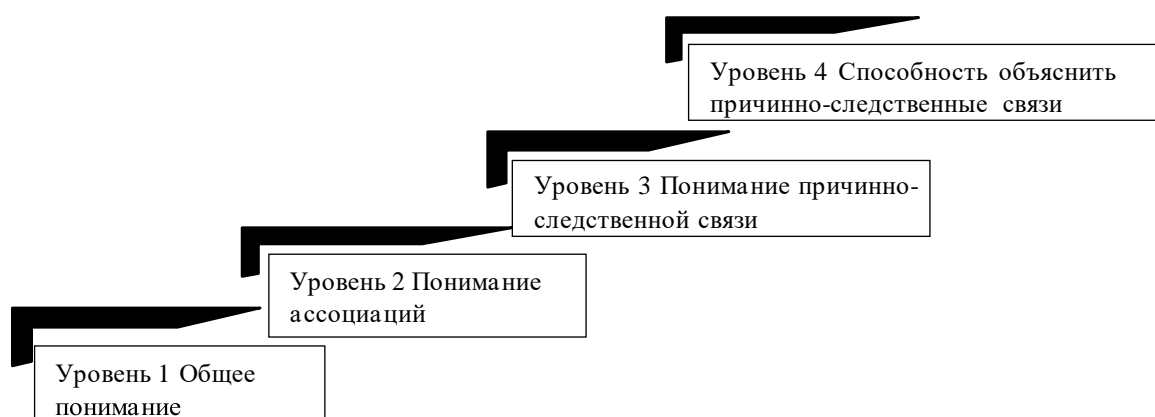 Уровень 4 Способность объяснить
причинно-следственные связи
Уровень 3 Понимание причинно-
следственной связи
Уровень 2 Понимание
ассоциаций
Уровень 1 Общее
понимание